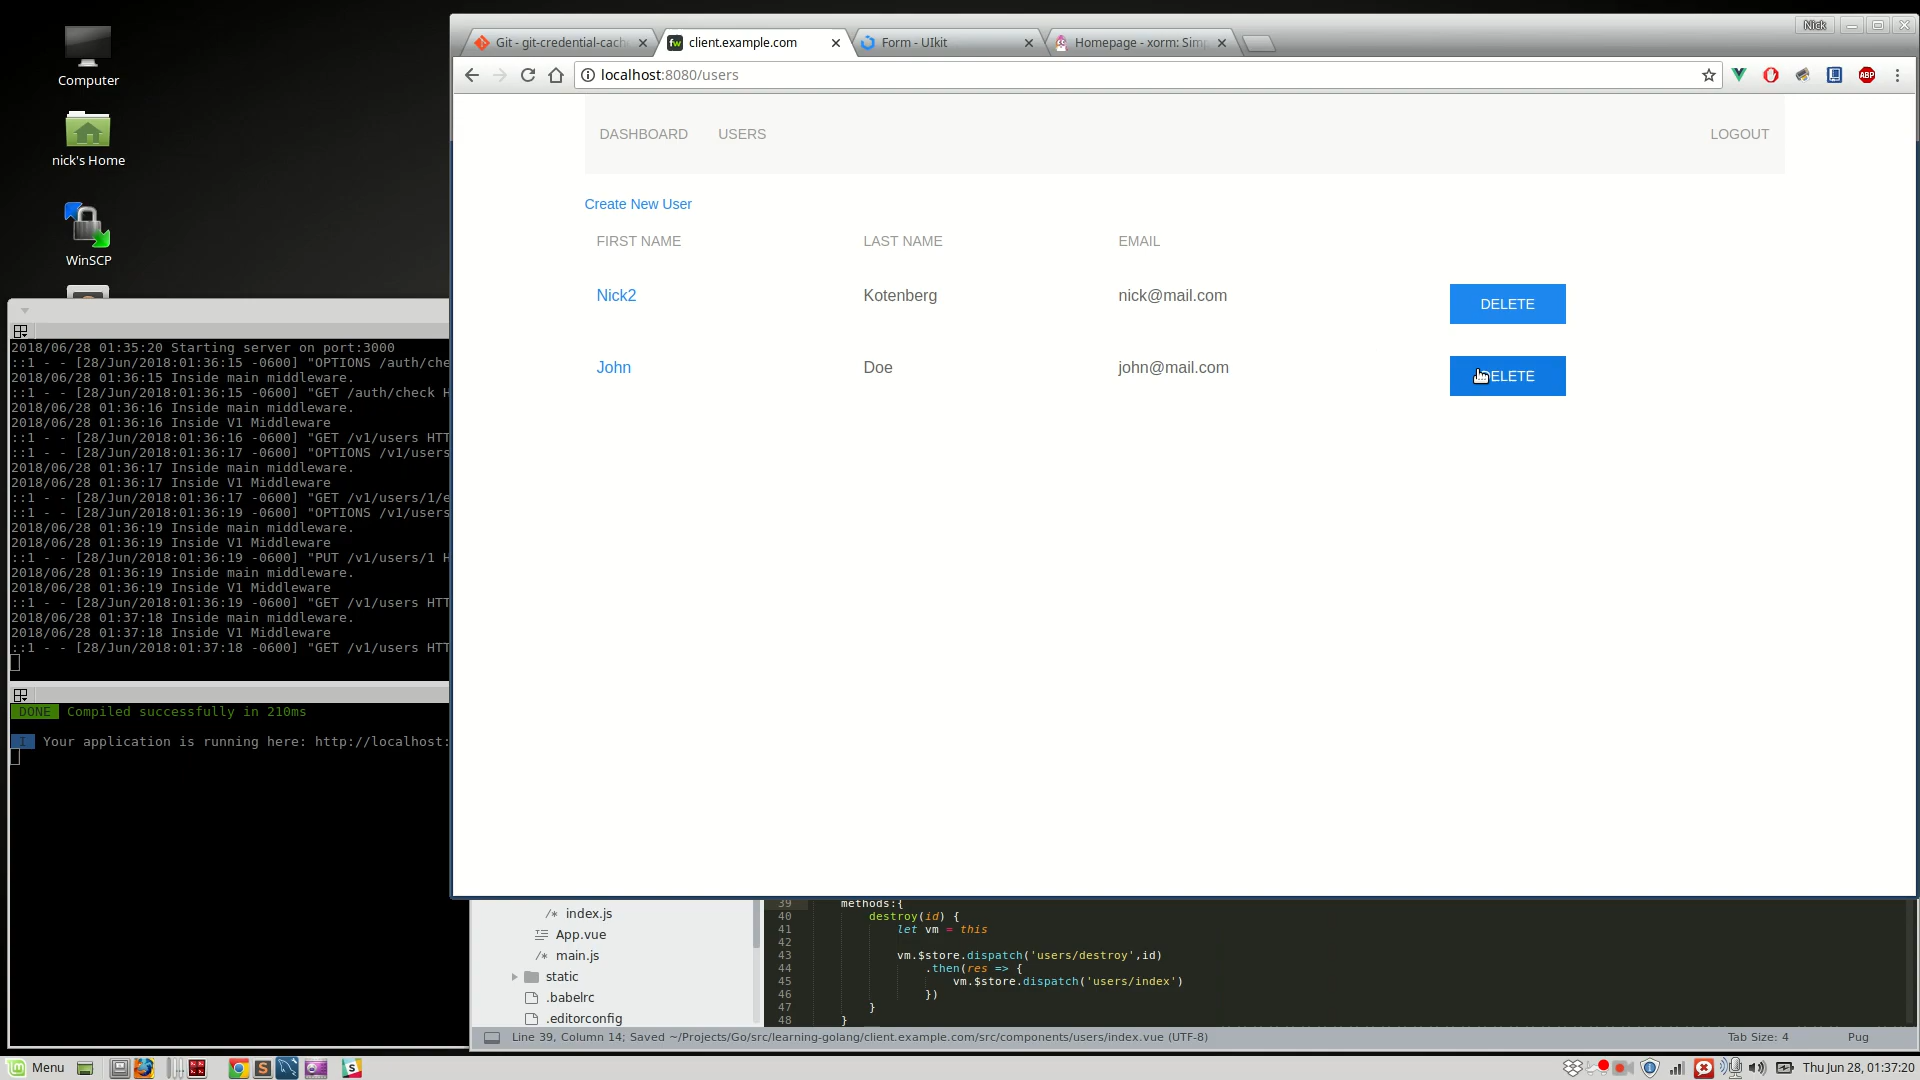 Computer
nick's Home
WinSCP
Nick
Git - git-credential-cach
client.example.com
Form - UIkit
Homepage - xorm: Simp
localhost:8080/users
ABP
DASHBOARD USERS LOGOUT
Create New User
FIRST NAME LAST NAME EMAIL
Nick2 Kotenberg nick@mail.com DELETE
John Doe john@mail.com DELETE
2018/06/28 01:35:20 Starting server on port:3000
::1 - - [28/Jun/2018:01:36:15 -0600] "OPTIONS /auth/che
2018/06/28 01:36:15 Inside main middleware.
::1 - - [28/Jun/2018:01:36:15 -0600] "GET /auth/check H
2018/06/28 01:36:16 Inside main middleware.
2018/06/28 01:36:16 Inside V1 Middleware
::1 - - [28/Jun/2018:01:36:16 -0600] "GET /v1/users HTT
::1 - - [28/Jun/2018:01:36:17 -0600] "OPTIONS /v1/users
2018/06/28 01:36:17 Inside main middleware.
2018/06/28 01:36:17 Inside V1 Middleware
::1 - - [28/Jun/2018:01:36:17 -0600] "GET /v1/users/1/e
::1 - - [28/Jun/2018:01:36:19 -0600] "OPTIONS /v1/users
2018/06/28 01:36:19 Inside main middleware.
2018/06/28 01:36:19 Inside V1 Middleware
::1 - - [28/Jun/2018:01:36:19 -0600] "PUT /v1/users/1 H
2018/06/28 01:36:19 Inside main middleware.
2018/06/28 01:36:19 Inside V1 Middleware
::1 - - [28/Jun/2018:01:36:19 -0600] "GET /v1/users HTT
2018/06/28 01:37:18 Inside main middleware.
2018/06/28 01:37:18 Inside V1 Middleware
::1 - - [28/Jun/2018:01:37:18 -0600] "GET /v1/users HTT
DONE Compiled successfully in 210ms
I Your application is running here: http://localhost:
/* index.js
App.vue
/* main.js
static
.babelrc
.editorconfig
39 methods:{
40 destroy(id) {
41 let vm = this
42
43 vm.$store.dispatch('users/destroy',id)
44 .then(res => {
45 vm.$store.dispatch('users/index')
46 })
47 }
48 }
Line 39, Column 14; Saved ~/Projects/Go/src/learning-golang/client.example.com/src/components/users/index.vue (UTF-8) Tab Size: 4 Pug
Menu
Thu Jun 28, 01:37:20